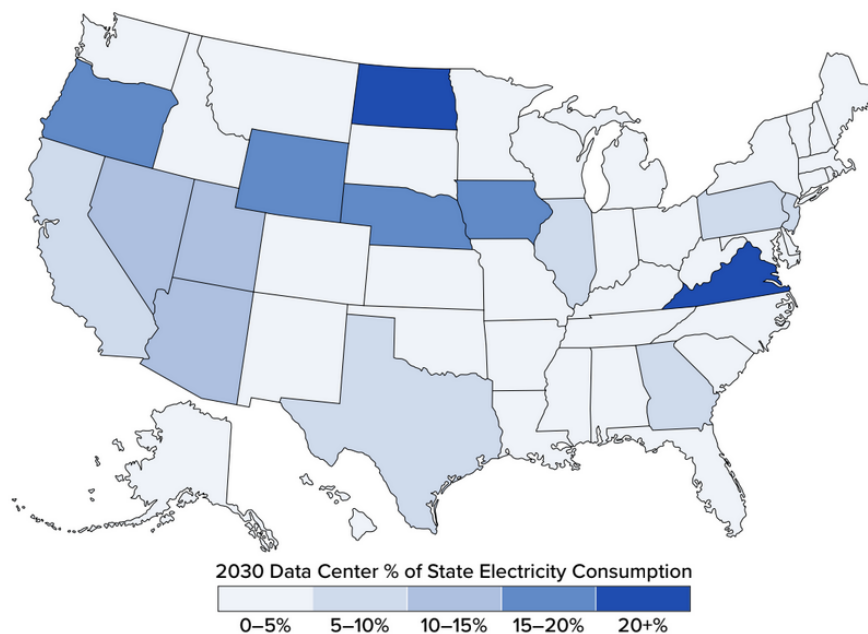 2030 Data Center % of State Electricity Consumption
0–5% 5–10% 10–15% 15–20% 20+%